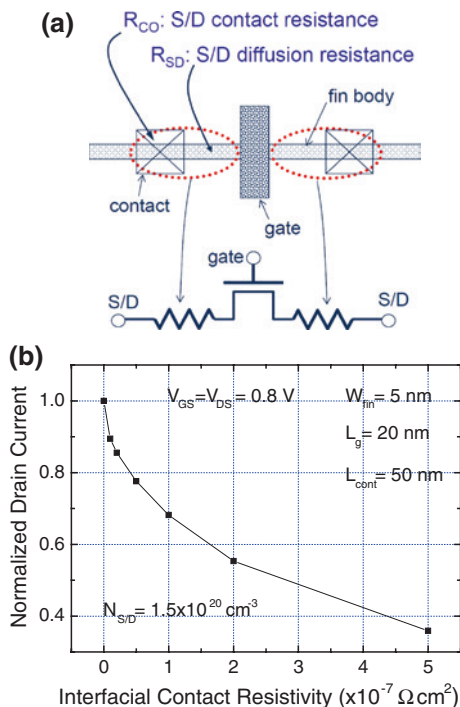 (a)
R_CO: S/D contact resistance
R_SD: S/D diffusion resistance
fin body
contact
gate
gate
S/D
S/D
(b)
V_GS=V_DS= 0.8 V
W_fin= 5 nm
L_g= 20 nm
L_cont= 50 nm
N_S/D= 1.5x10^20 cm^-3
Normalized Drain Current
1.0
0.8
0.6
0.4
0 1 2 3 4 5
Interfacial Contact Resistivity (x10^-7 Ωcm^2)